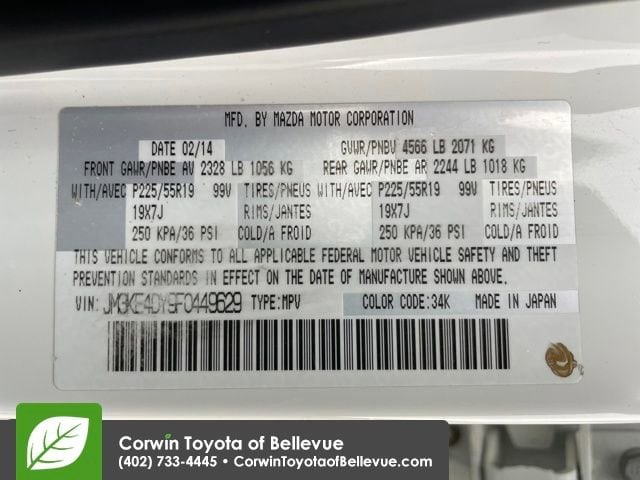 MFD. BY MAZDA MOTOR CORPORATION
DATE 02/14 GVWR/PNBV 4566 LB 2071 KG
FRONT GAWR/PNBE AV 2328 LB 1056 KG REAR GAWR/PNBE AR 2244 LB 1018 KG
WITH/AVEC P225/55R19 99V TIRES/PNEUS WITH/AVEC P225/55R19 99V TIRES/PNEUS
19X7J RIMS/JANTES 19X7J RIMS/JANTES
250 KPA/36 PSI COLD/A FROID 250 KPA/36 PSI COLD/A FROID
THIS VEHICLE CONFORMS TO ALL APPLICABLE FEDERAL MOTOR VEHICLE SAFETY AND THEFT
PREVENTION STANDARDS IN EFFECT ON THE DATE OF MANUFACTURE SHOWN ABOVE.
VIN: JM3KE4DY9F0449629 TYPE:MPV COLOR CODE:34K MADE IN JAPAN
Corwin Toyota of Bellevue
(402) 733-4445 • CorwinToyotaofBellevue.com